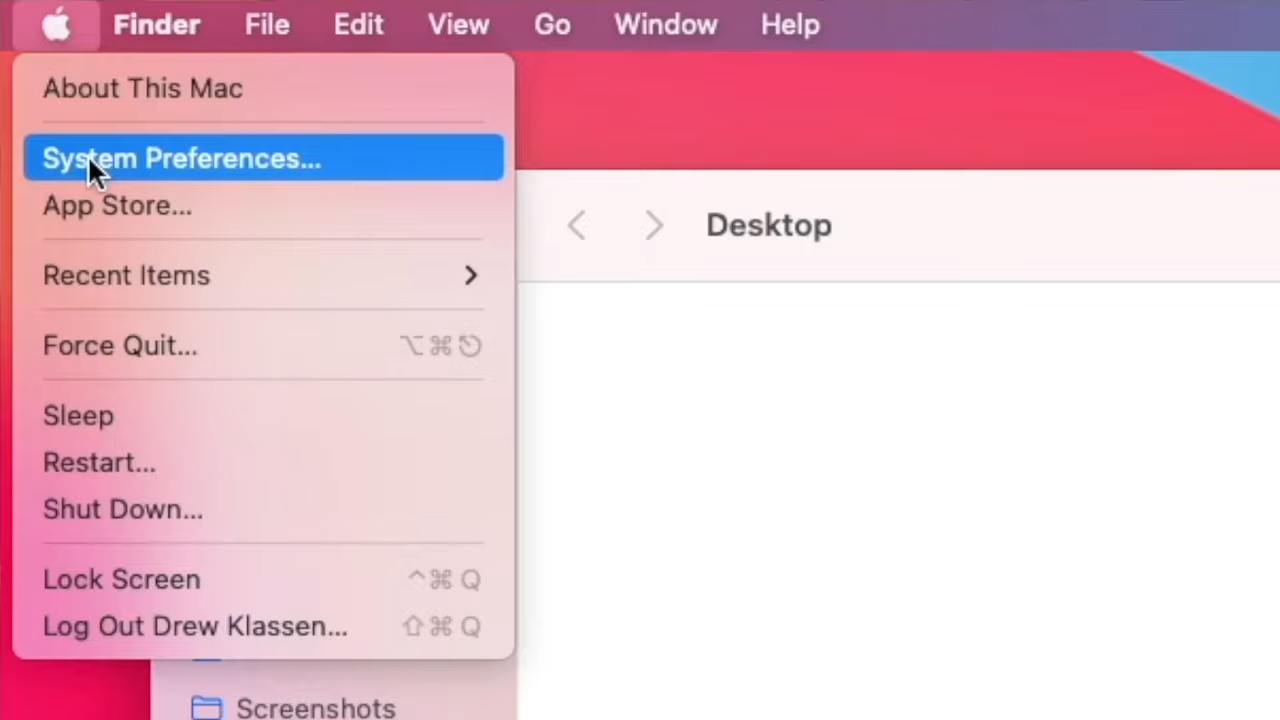 Finder File Edit View Go Window Help
About This Mac
System Preferences...
App Store...
Recent Items
Force Quit... ⌥⌘⎋
Sleep
Restart...
Shut Down...
Lock Screen ^⌘Q
Log Out Drew Klassen... ⇧⌘Q
Desktop
Screenshots